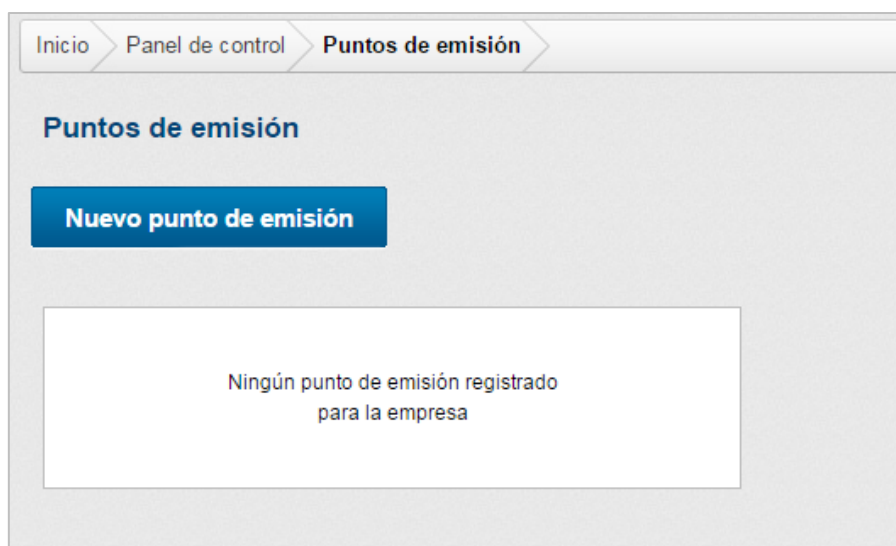 Inicio Panel de control Puntos de emisión
Puntos de emisión
Nuevo punto de emisión
Ningún punto de emisión registrado
para la empresa